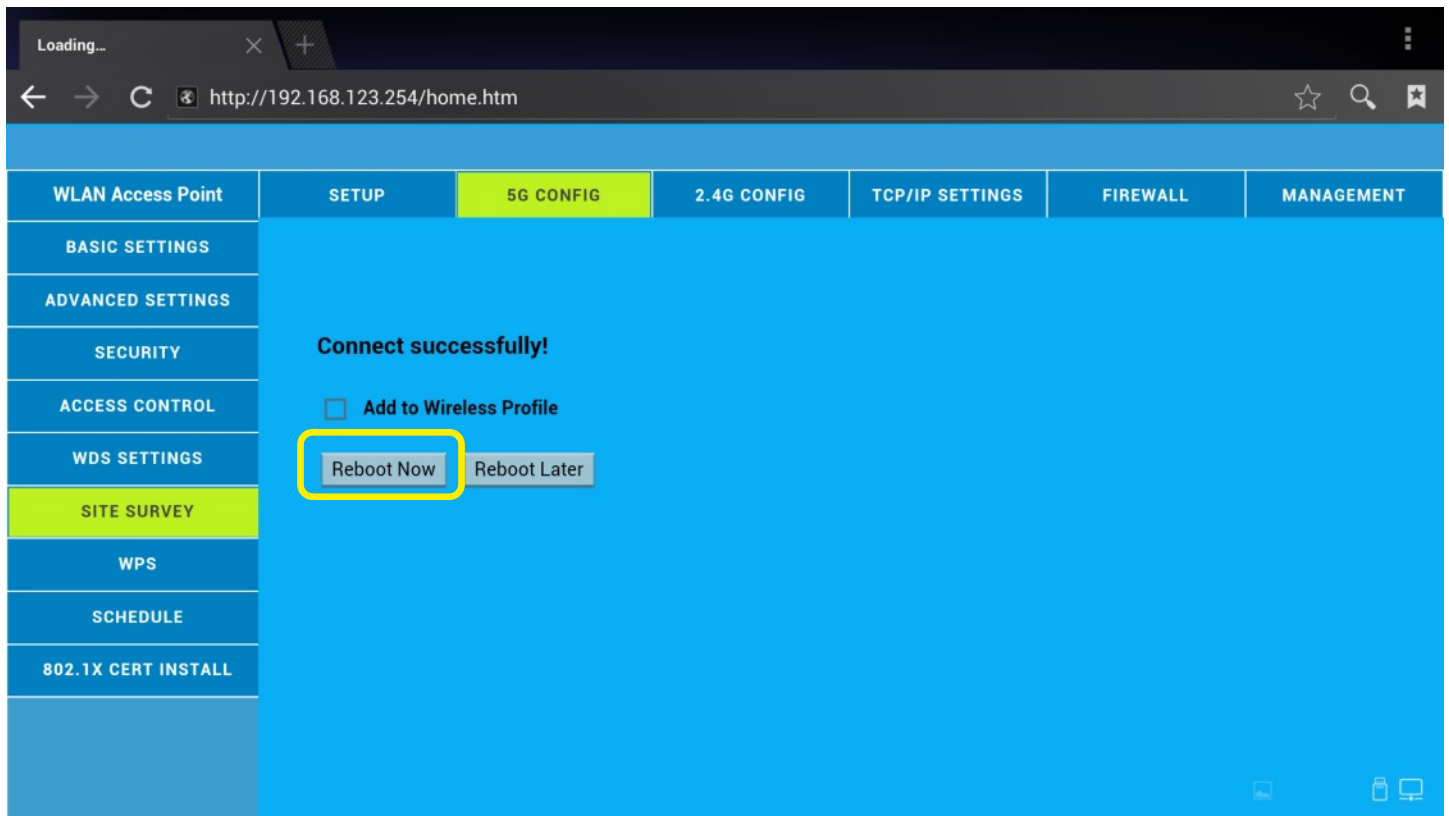 Loading...
http://192.168.123.254/home.htm
WLAN Access Point
SETUP
5G CONFIG
2.4G CONFIG
TCP/IP SETTINGS
FIREWALL
MANAGEMENT
BASIC SETTINGS
ADVANCED SETTINGS
SECURITY
ACCESS CONTROL
WDS SETTINGS
SITE SURVEY
WPS
SCHEDULE
802.1X CERT INSTALL
Connect successfully!
Add to Wireless Profile
Reboot Now
Reboot Later